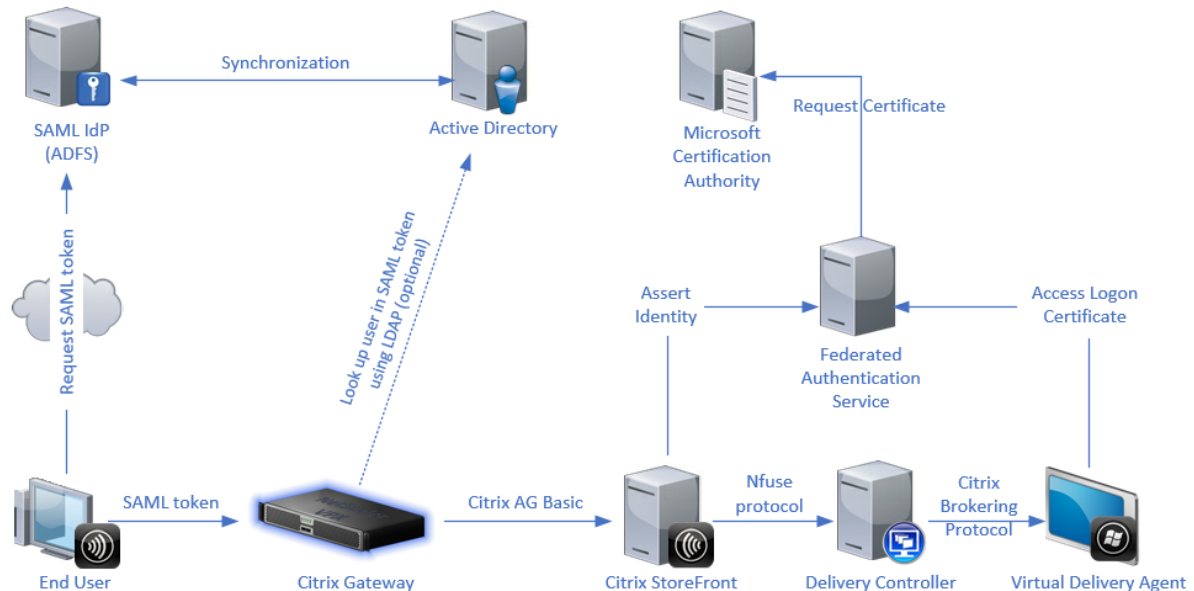 Synchronization
SAML IdP
(ADFS)
Active Directory
Request Certificate
Microsoft
Certification
Authority
Request SAML token
Look up user in SAML token
using LDAP (optional)
Assert
Identity
Access Logon
Certificate
Federated
Authentication
Service
SAML token
Citrix AG Basic
Nfuse
protocol
Citrix
Brokering
Protocol
End User
Citrix Gateway
Citrix StoreFront
Delivery Controller
Virtual Delivery Agent